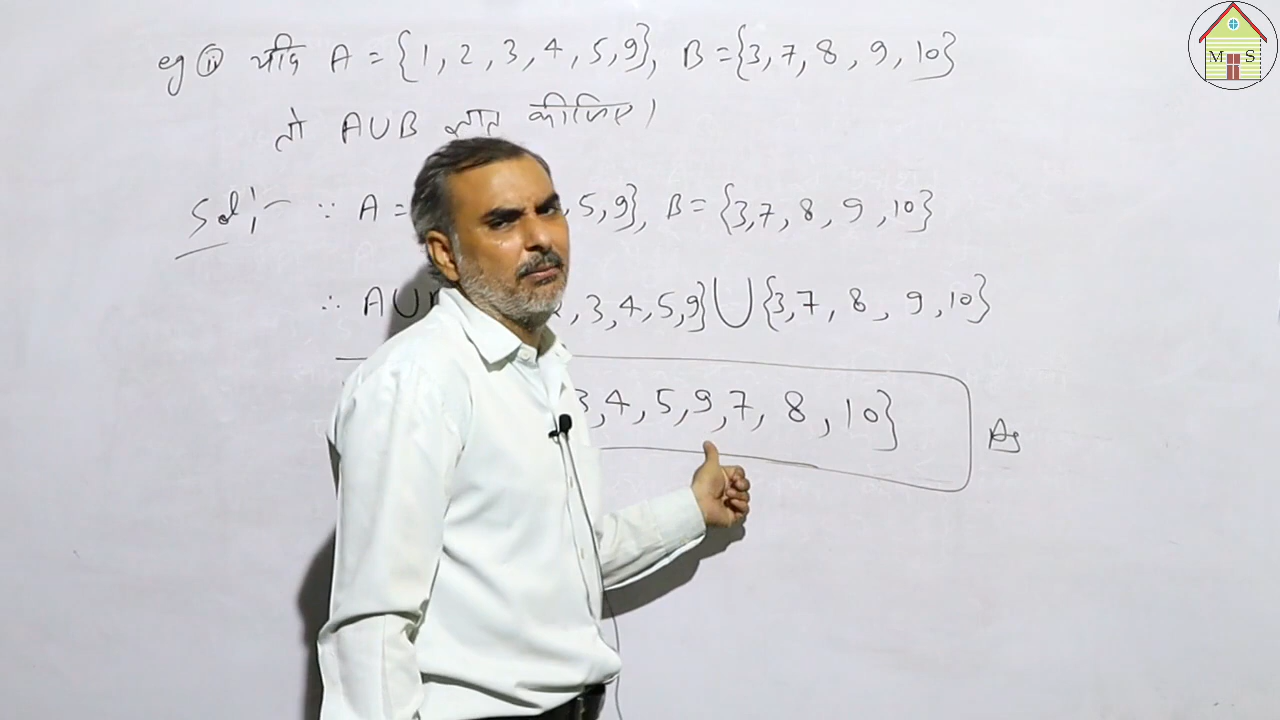 eg (ii) यदि A = {1, 2, 3, 4, 5, 9}, B = {3, 7, 8, 9, 10}
तो A∪B ज्ञात कीजिए।
Sol:- ∵ A = , 5, 9}, B = {3, 7, 8, 9, 10}
∴ A∪ , 3, 4, 5, 9} ∪ {3, 7, 8, 9, 10}
3, 4, 5, 9, 7, 8, 10} As
M S